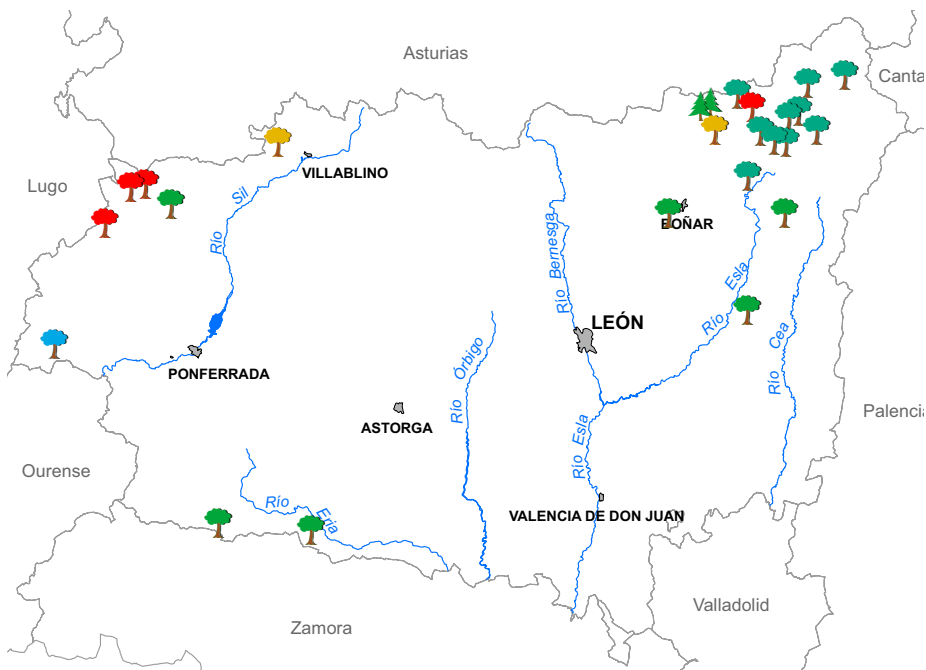 Asturias
Canta
Lugo
VILLABLINO
Río Sil
Río Bernesga
BOÑAR
Río Esla
LEÓN
Río Cea
Río Órbigo
PONFERRADA
ASTORGA
Palencia
Río Esla
Ourense
Río Eria
VALENCIA DE DON JUAN
Valladolid
Zamora